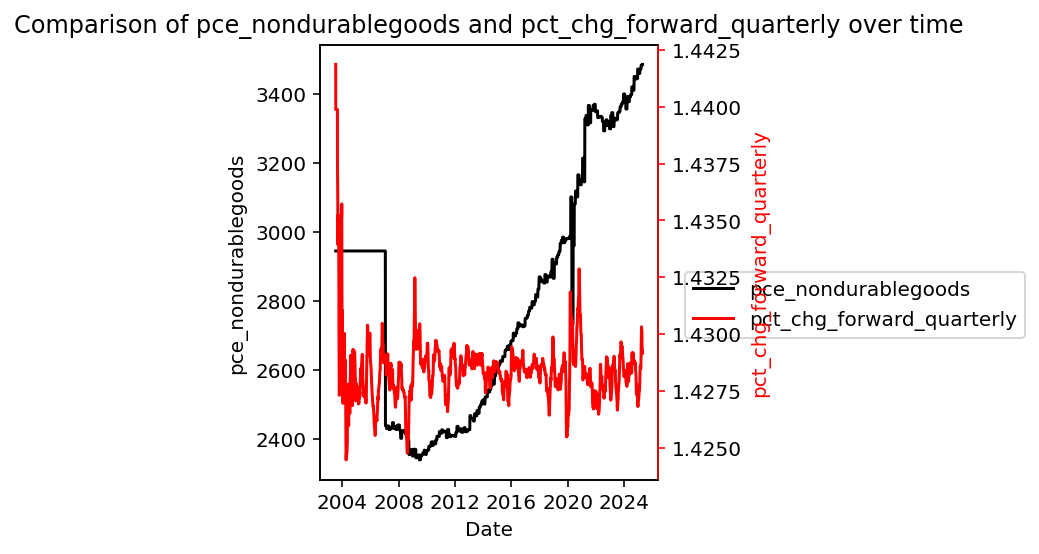 Comparison of pce_nondurablegoods and pct_chg_forward_quarterly over time
pce_nondurablegoods
3400
3200
3000
2800
2600
2400
2004 2008 2012 2016 2020 2024
Date
1.4425
1.4400
1.4375
1.4350
1.4325
1.4300
1.4275
1.4250
pct_chg_forward_quarterly
pce_nondurablegoods
pct_chg_forward_quarterly